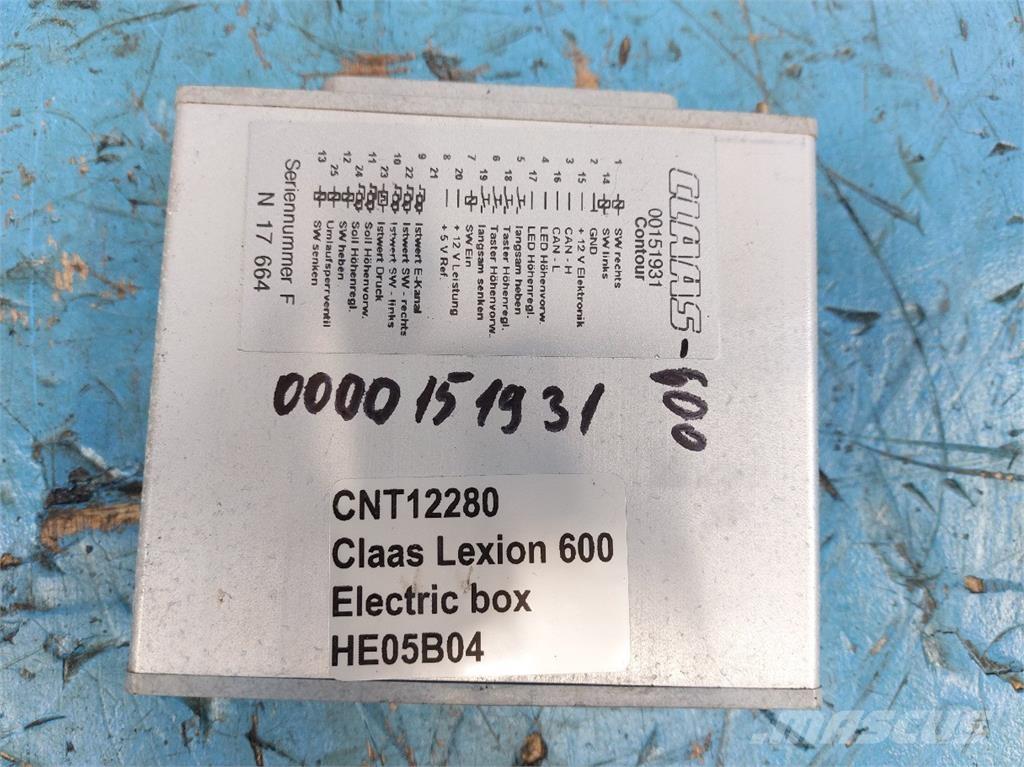 CLAAS
00151931
Contour
1 SW rechts
14 SW links
2 GND
15 + 12 V Elektronik
3 CAN - H
16 CAN - L
4 LED Höhenvorw.
17 LED Höhenregl.
5 langsam heben
18 Taster Höhenregl.
6 Taster Höhenvorw.
19 langsam senken
7 SW Ein
20 + 12 V Leistung
8 + 5 V Ref.
21
9 Istwert E-Kanal
22 Istwert SW - rechts
10 Istwert SW - links
23 Istwert Druck
11 Soll Höhenvorw.
24 Soll Höhenregl.
12 SW heben
25 Umlaufsperrventil
13 SW senken
Seriennummer F
N 17 664
-600
0000151931
CNT12280
Claas Lexion 600
Electric box
HE05B04
MASCUS